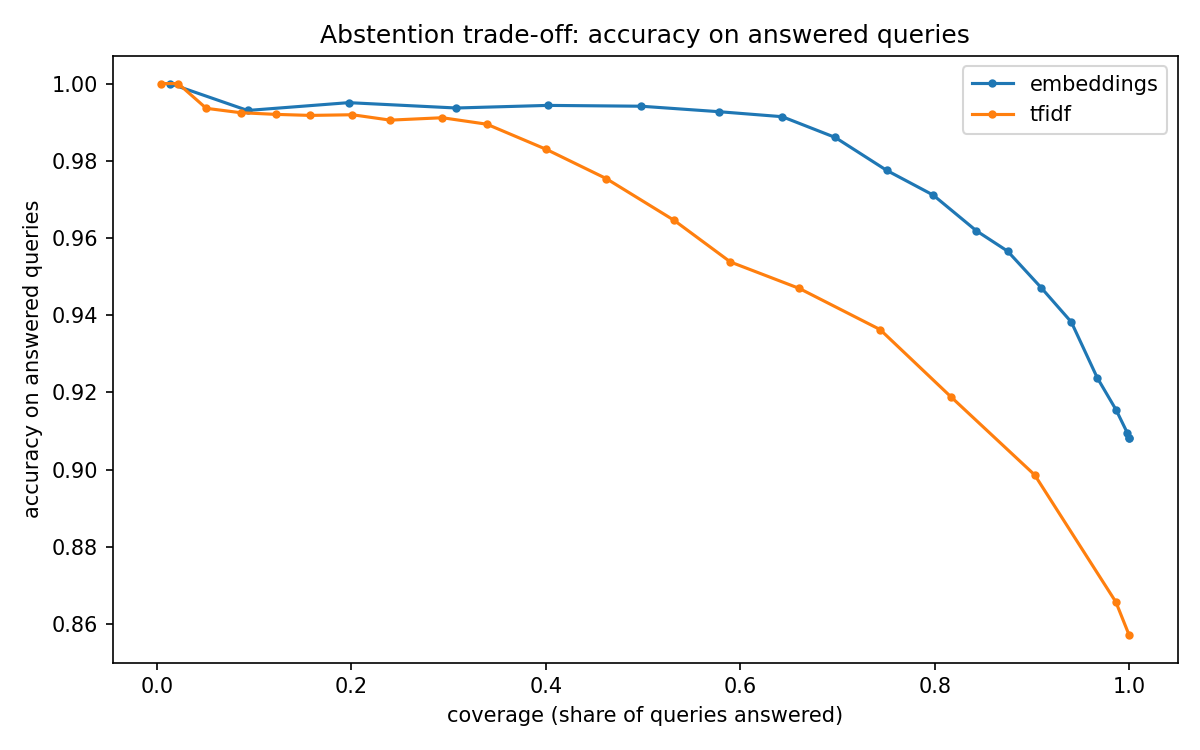 Abstention trade-off: accuracy on answered queries
embeddings
tfidf
1.00
0.98
0.96
0.94
0.92
0.90
0.88
0.86
accuracy on answered queries
0.0 0.2 0.4 0.6 0.8 1.0
coverage (share of queries answered)